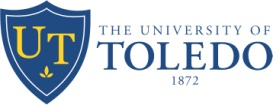 UT
THE UNIVERSITY OF
TOLEDO
1872